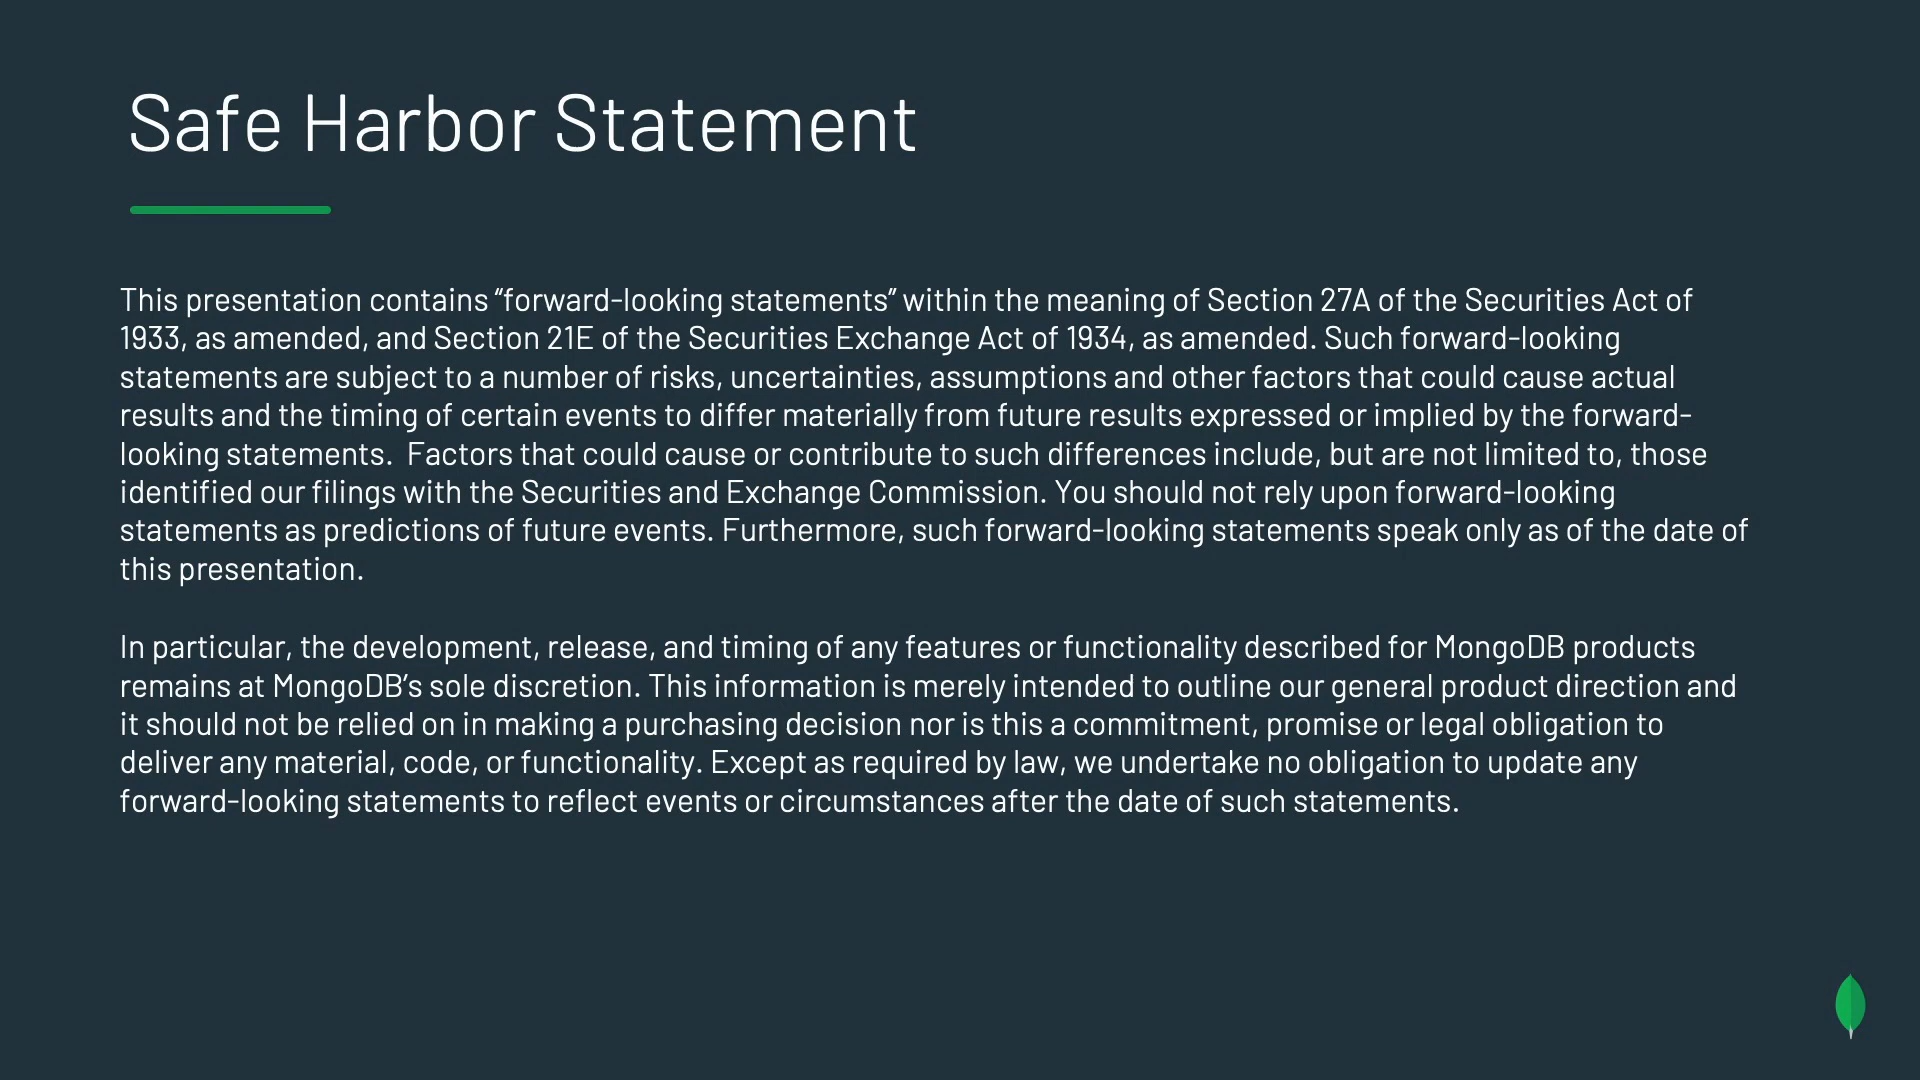 Safe Harbor Statement
This presentation contains “forward-looking statements” within the meaning of Section 27A of the Securities Act of
1933, as amended, and Section 21E of the Securities Exchange Act of 1934, as amended. Such forward-looking
statements are subject to a number of risks, uncertainties, assumptions and other factors that could cause actual
results and the timing of certain events to differ materially from future results expressed or implied by the forward-
looking statements.  Factors that could cause or contribute to such differences include, but are not limited to, those
identified our filings with the Securities and Exchange Commission. You should not rely upon forward-looking
statements as predictions of future events. Furthermore, such forward-looking statements speak only as of the date of
this presentation.
In particular, the development, release, and timing of any features or functionality described for MongoDB products
remains at MongoDB’s sole discretion. This information is merely intended to outline our general product direction and
it should not be relied on in making a purchasing decision nor is this a commitment, promise or legal obligation to
deliver any material, code, or functionality. Except as required by law, we undertake no obligation to update any
forward-looking statements to reflect events or circumstances after the date of such statements.